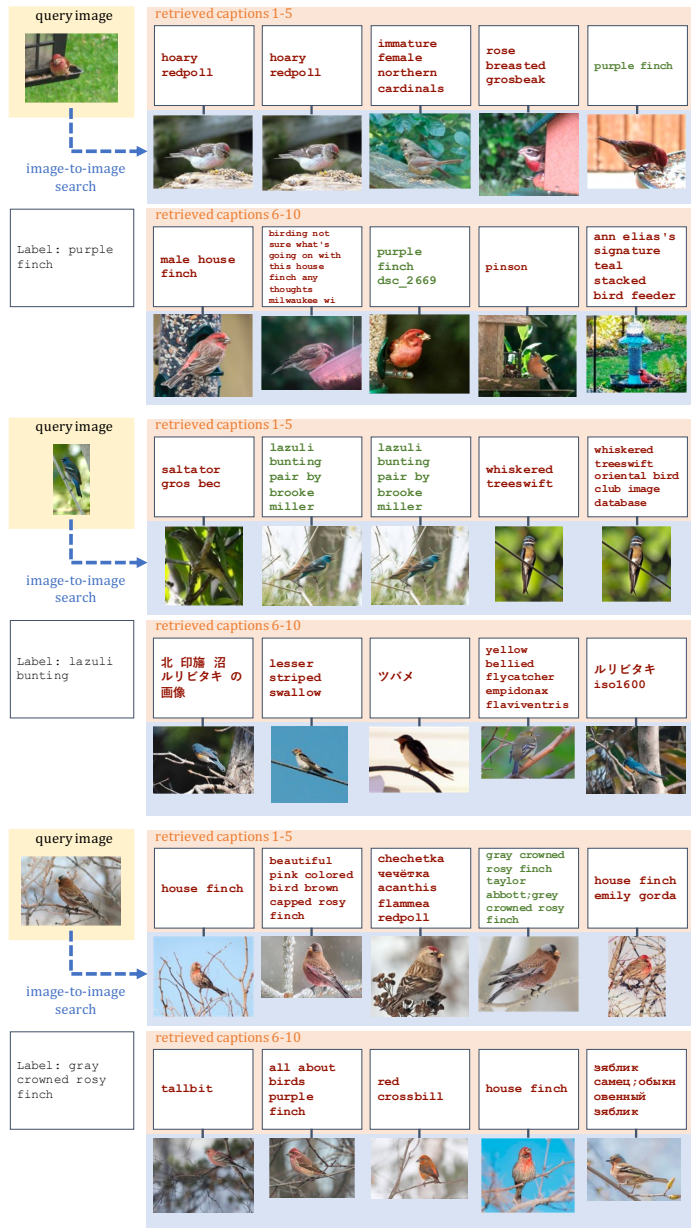 query image
retrieved captions 1-5
hoary
redpoll
hoary
redpoll
immature
female
northern
cardinals
rose
breasted
grosbeak
purple finch
image-to-image
search
Label: purple
finch
retrieved captions 6-10
male house
finch
birding not
sure what's
going on with
this house
finch any
thoughts
milwaukee wi
purple
finch
dsc_2669
pinson
ann elias's
signature
teal
stacked
bird feeder
query image
retrieved captions 1-5
saltator
gros bec
lazuli
bunting
pair by
brooke
miller
lazuli
bunting
pair by
brooke
miller
whiskered
treeswift
whiskered
treeswift
oriental bird
club image
database
image-to-image
search
Label: lazuli
bunting
retrieved captions 6-10
北 印旛 沼
ルリビタキ の
画像
lesser
striped
swallow
ツバメ
yellow
bellied
flycatcher
empidonax
flaviventris
ルリビタキ
iso1600
query image
retrieved captions 1-5
house finch
beautiful
pink colored
bird brown
capped rosy
finch
chechetka
чечётка
acanthis
flammea
redpoll
gray crowned
rosy finch
taylor
abbott;grey
crowned rosy
finch
house finch
emily gorda
image-to-image
search
Label: gray
crowned rosy
finch
retrieved captions 6-10
tallbit
all about
birds
purple
finch
red
crossbill
house finch
зяблик
самец;обыкн
овенный
зяблик